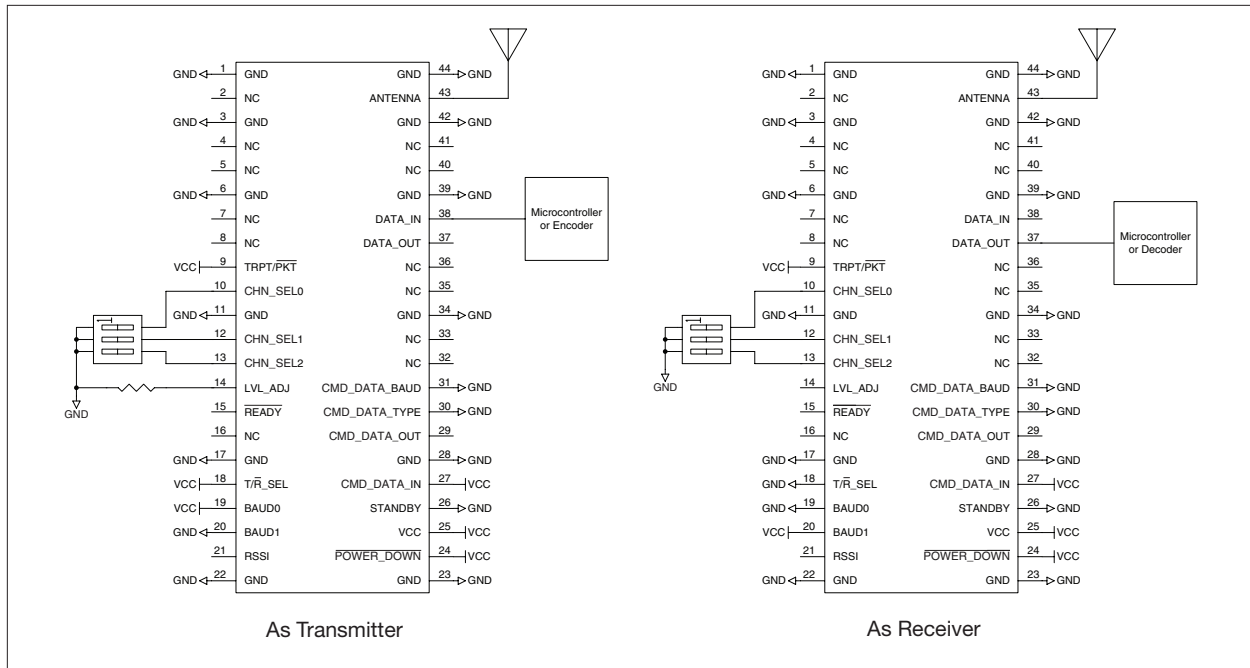 GND 1 GND GND 44 GND
2 NC ANTENNA 43
GND 3 GND GND 42 GND
4 NC NC 41
5 NC NC 40
GND 6 GND GND 39 GND
7 NC DATA_IN 38
Microcontroller
or Encoder
8 NC DATA_OUT 37
VCC 9 TRPT/PKT NC 36
10 CHN_SEL0 NC 35
GND 11 GND GND 34 GND
12 CHN_SEL1 NC 33
13 CHN_SEL2 NC 32
14 LVL_ADJ CMD_DATA_BAUD 31 GND
GND
15 READY CMD_DATA_TYPE 30 GND
16 NC CMD_DATA_OUT 29
GND 17 GND GND 28 GND
VCC 18 T/R_SEL CMD_DATA_IN 27 VCC
VCC 19 BAUD0 STANDBY 26 GND
GND 20 BAUD1 VCC 25 VCC
21 RSSI POWER_DOWN 24 VCC
GND 22 GND GND 23 GND
As Transmitter
GND 1 GND GND 44 GND
2 NC ANTENNA 43
GND 3 GND GND 42 GND
4 NC NC 41
5 NC NC 40
GND 6 GND GND 39 GND
7 NC DATA_IN 38
8 NC DATA_OUT 37
Microcontroller
or Decoder
VCC 9 TRPT/PKT NC 36
10 CHN_SEL0 NC 35
GND 11 GND GND 34 GND
12 CHN_SEL1 NC 33
13 CHN_SEL2 NC 32
GND
14 LVL_ADJ CMD_DATA_BAUD 31 GND
15 READY CMD_DATA_TYPE 30 GND
16 NC CMD_DATA_OUT 29
GND 17 GND GND 28 GND
GND 18 T/R_SEL CMD_DATA_IN 27 VCC
GND 19 BAUD0 STANDBY 26 GND
VCC 20 BAUD1 VCC 25 VCC
21 RSSI POWER_DOWN 24 VCC
GND 22 GND GND 23 GND
As Receiver